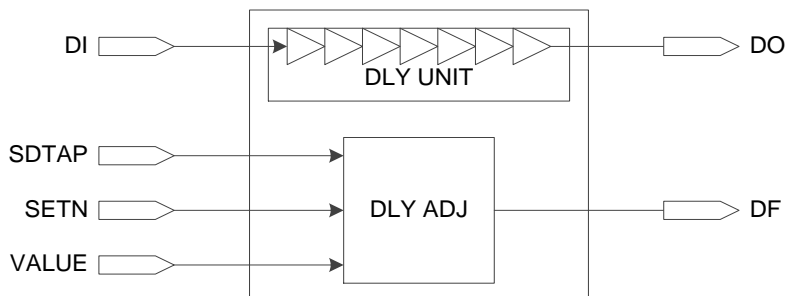 DI
DO
DLY UNIT
SDTAP
SETN
DLY ADJ
DF
VALUE